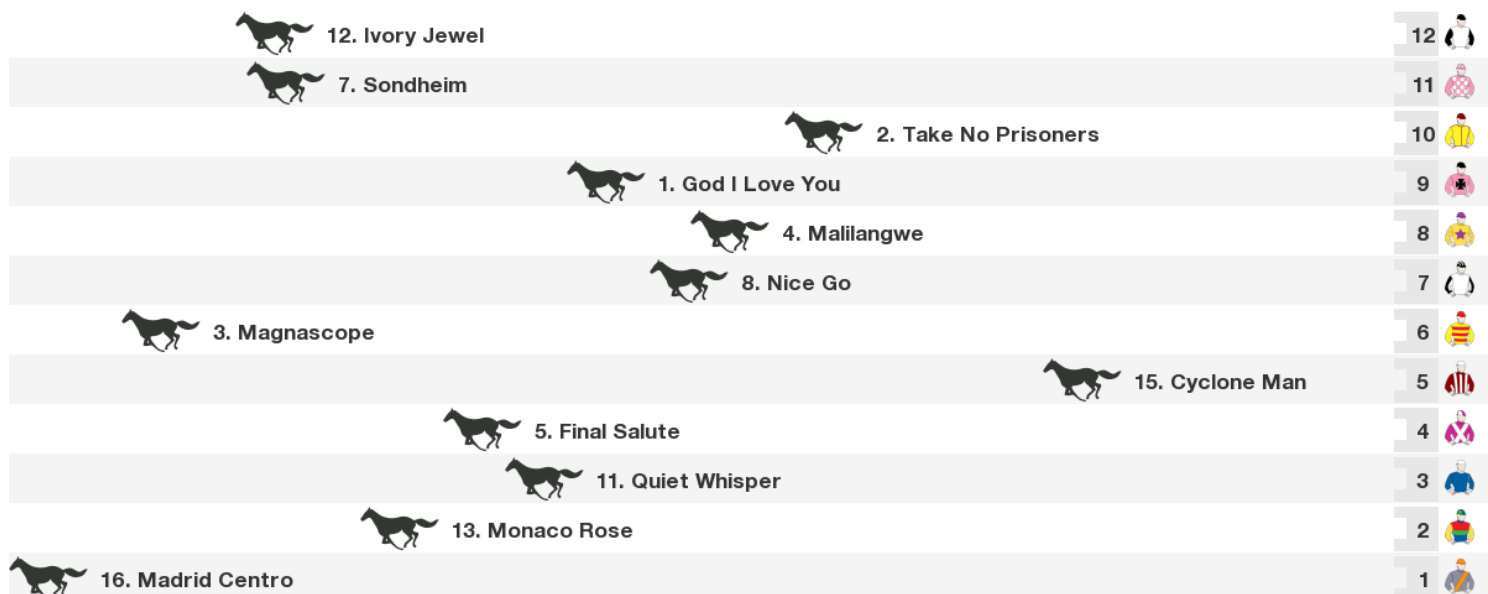 12. Ivory Jewel 12
7. Sondheim 11
2. Take No Prisoners 10
1. God I Love You 9
4. Malilangwe 8
8. Nice Go 7
3. Magnascope 6
15. Cyclone Man 5
5. Final Salute 4
11. Quiet Whisper 3
13. Monaco Rose 2
16. Madrid Centro 1